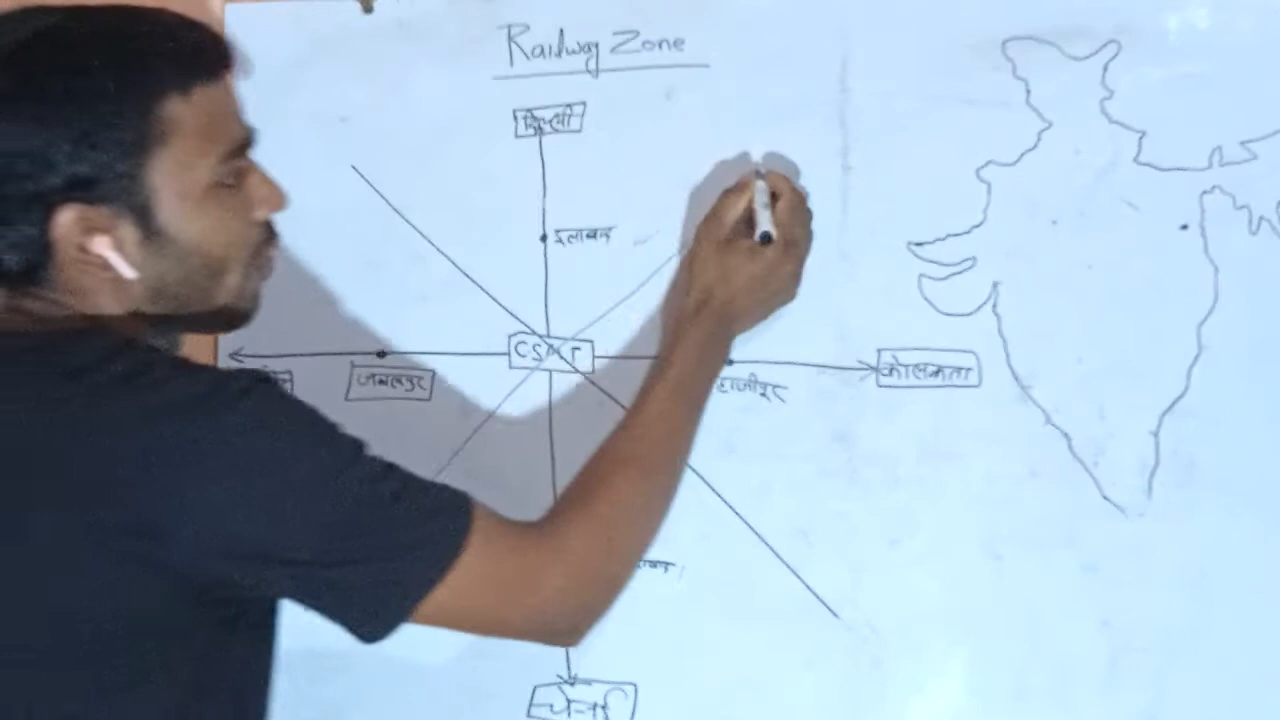 Railway Zone
दिल्ली
इलाबाद
CSMT
जबलपुर
हाजीपुर
कोलकाता
चेन्नई